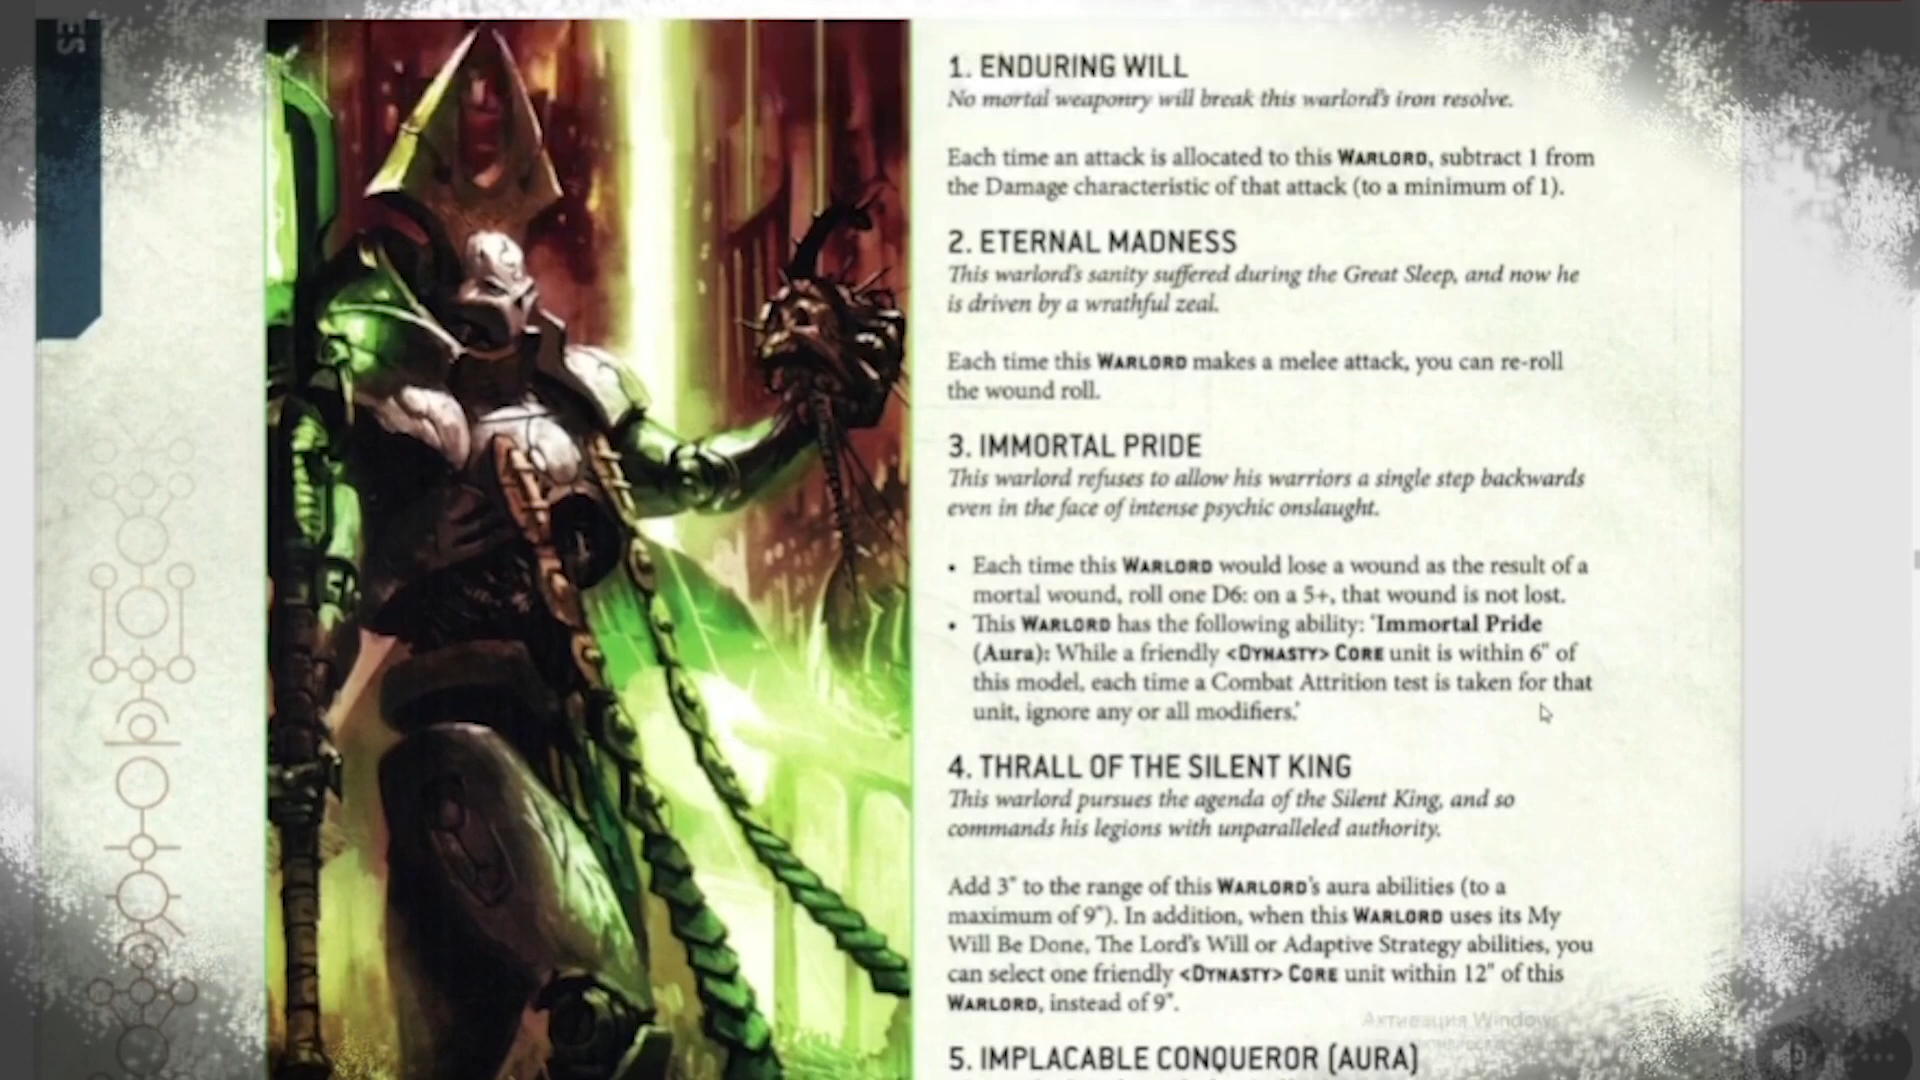 ES
1. ENDURING WILL
No mortal weaponry will break this warlord's iron resolve.
Each time an attack is allocated to this WARLORD, subtract 1 from
the Damage characteristic of that attack (to a minimum of 1).
2. ETERNAL MADNESS
This warlord's sanity suffered during the Great Sleep, and now he
is driven by a wrathful zeal.
Each time this WARLORD makes a melee attack, you can re-roll
the wound roll.
3. IMMORTAL PRIDE
This warlord refuses to allow his warriors a single step backwards
even in the face of intense psychic onslaught.
• Each time this WARLORD would lose a wound as the result of a
mortal wound, roll one D6: on a 5+, that wound is not lost.
• This WARLORD has the following ability: 'Immortal Pride
(Aura): While a friendly <DYNASTY> CORE unit is within 6" of
this model, each time a Combat Attrition test is taken for that
unit, ignore any or all modifiers.'
4. THRALL OF THE SILENT KING
This warlord pursues the agenda of the Silent King, and so
commands his legions with unparalleled authority.
Add 3" to the range of this WARLORD's aura abilities (to a
maximum of 9"). In addition, when this WARLORD uses its My
Will Be Done, The Lord's Will or Adaptive Strategy abilities, you
can select one friendly <DYNASTY> CORE unit within 12" of this
WARLORD, instead of 9".
Активация Windows
5. IMPLACABLE CONQUEROR (AURA)